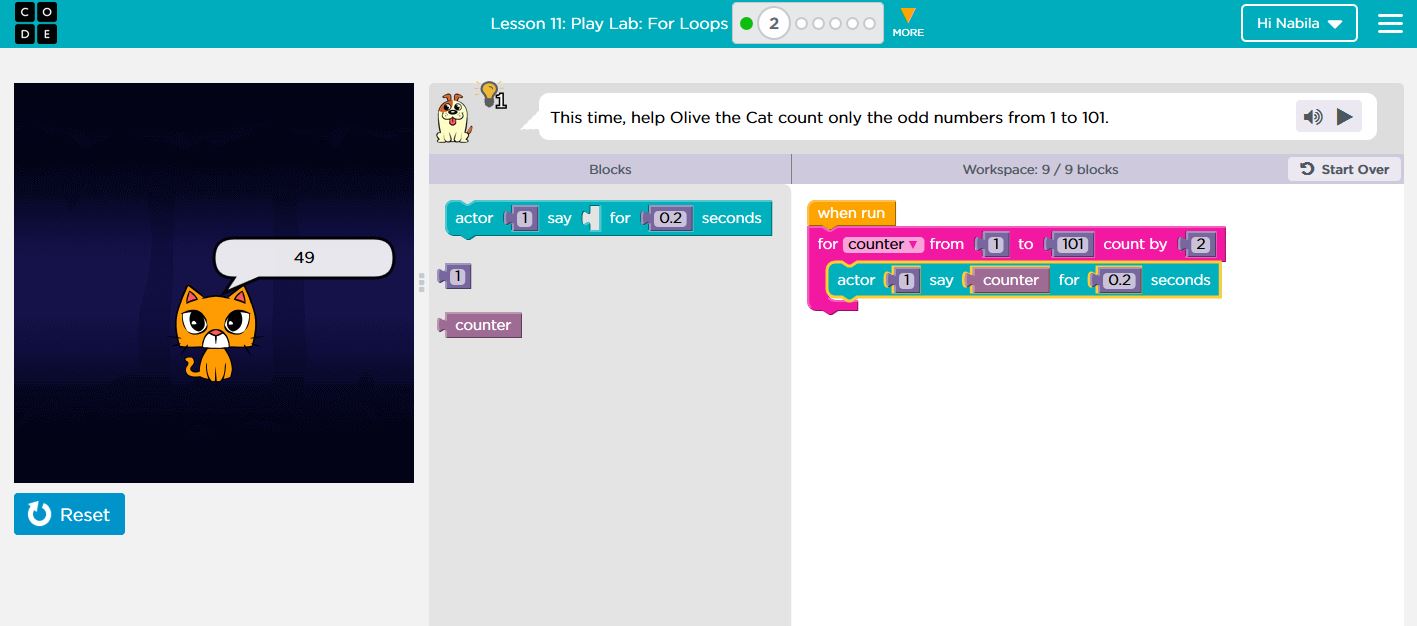 C O
D E
Lesson 11: Play Lab: For Loops
2
MORE
Hi Nabila
1
This time, help Olive the Cat count only the odd numbers from 1 to 101.
Blocks
Workspace: 9 / 9 blocks
Start Over
49
Reset
actor 1 say for 0.2 seconds
1
counter
when run
for counter from 1 to 101 count by 2
actor 1 say counter for 0.2 seconds